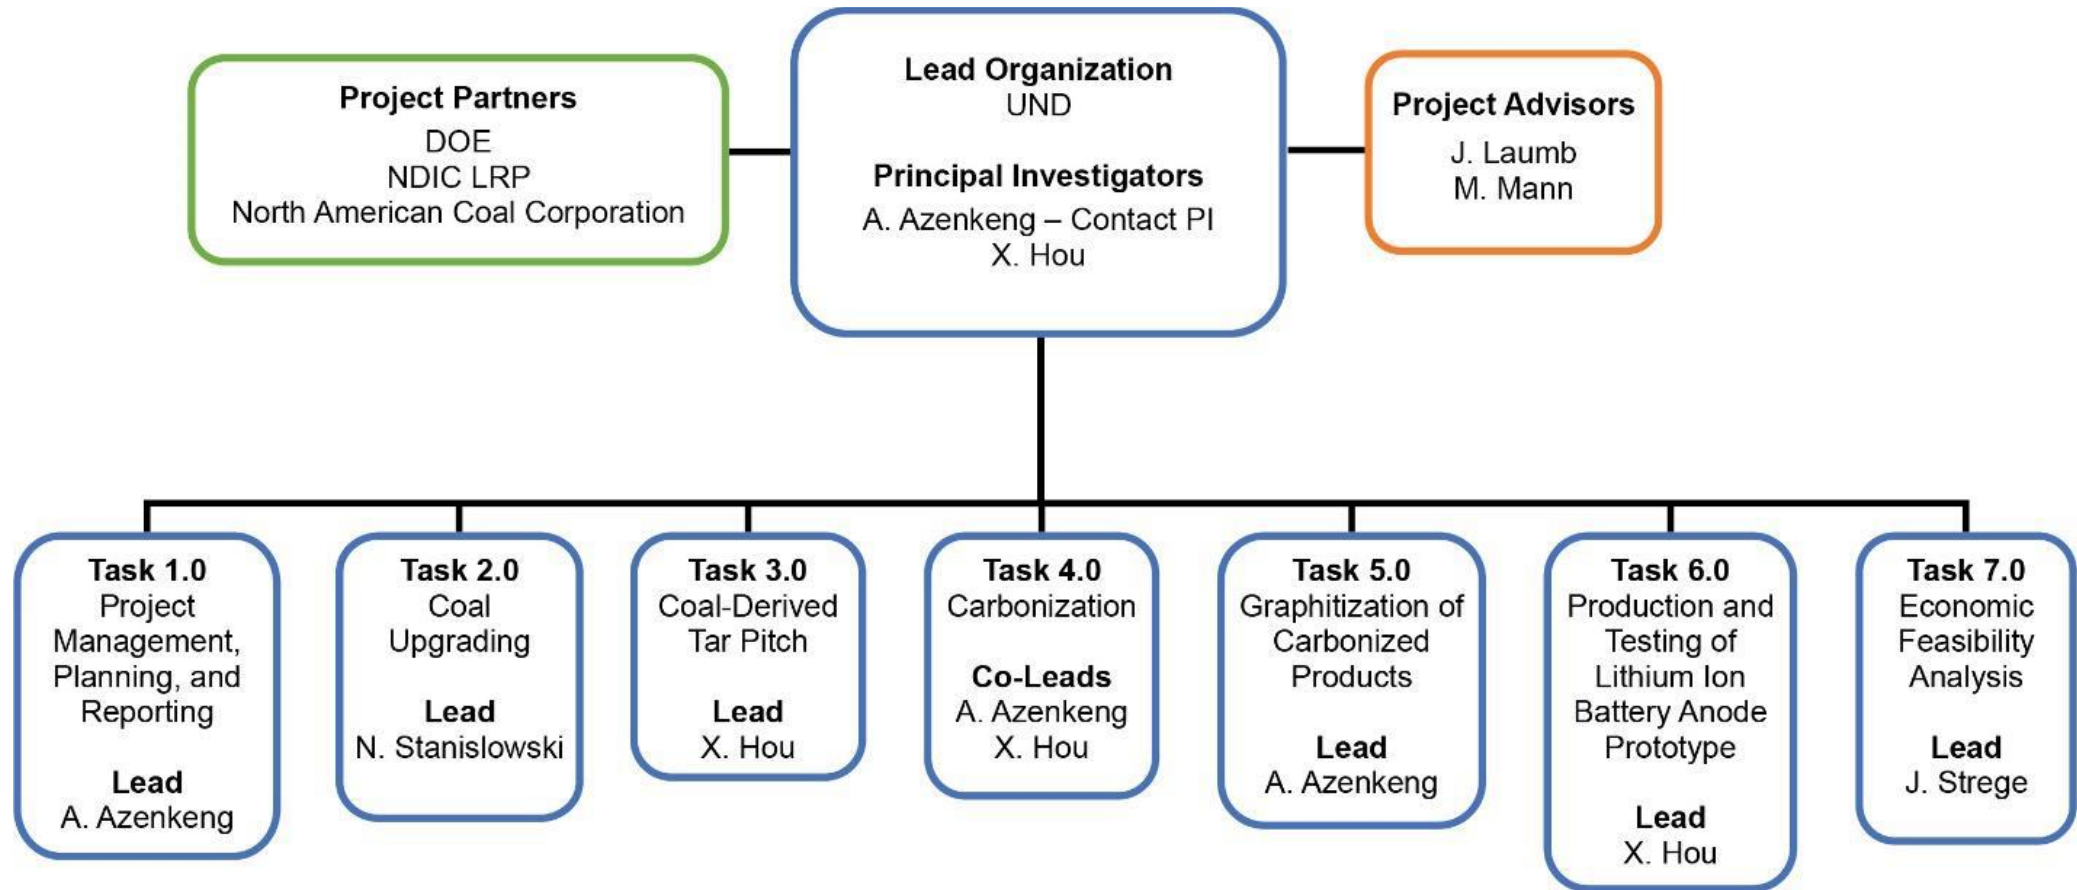 Project Partners
DOE
NDIC LRP
North American Coal Corporation
Lead Organization
UND
Principal Investigators
A. Azenkeng – Contact PI
X. Hou
Project Advisors
J. Laumb
M. Mann
Task 1.0
Project
Management,
Planning, and
Reporting
Lead
A. Azenkeng
Task 2.0
Coal
Upgrading
Lead
N. Stanislowski
Task 3.0
Coal-Derived
Tar Pitch
Lead
X. Hou
Task 4.0
Carbonization
Co-Leads
A. Azenkeng
X. Hou
Task 5.0
Graphitization of
Carbonized
Products
Lead
A. Azenkeng
Task 6.0
Production and
Testing of
Lithium Ion
Battery Anode
Prototype
Lead
X. Hou
Task 7.0
Economic
Feasibility
Analysis
Lead
J. Strege